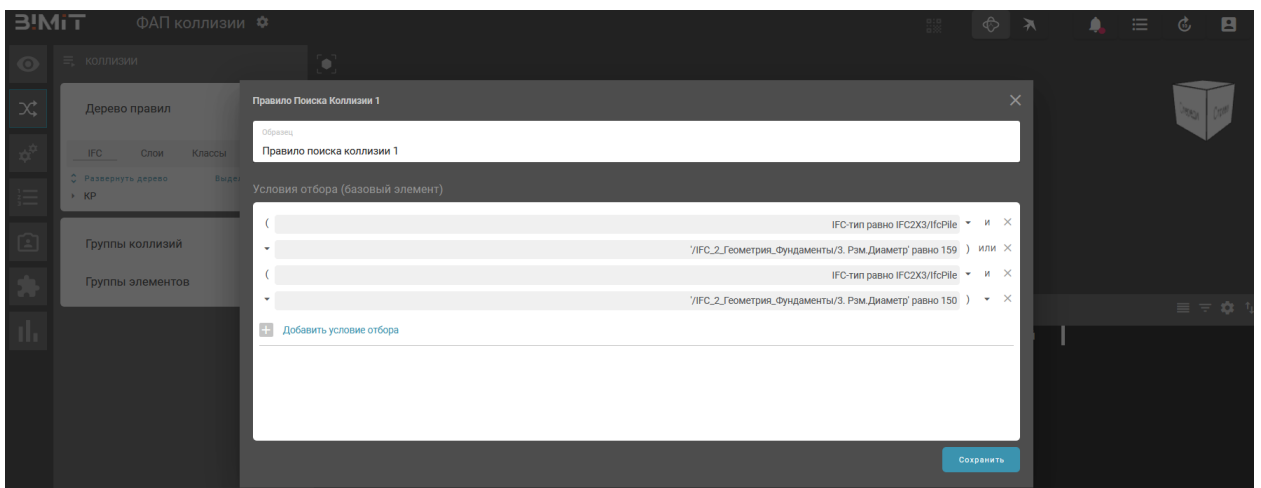 B!MiT ФАП коллизии
КОЛЛИЗИИ
Дерево правил
IFC Слои Классы
Развернуть дерево
КР
Группы коллизий
Группы элементов
Правило Поиска Коллизии 1
Образец
Правило поиска коллизии 1
Условия отбора (базовый элемент)
( IFC-тип равно IFC2X3/IfcPile и
'/IFC_2_Геометрия_Фундаменты/3. Рзм.Диаметр' равно 159 ) или
( IFC-тип равно IFC2X3/IfcPile и
'/IFC_2_Геометрия_Фундаменты/3. Рзм.Диаметр' равно 150 )
Добавить условие отбора
Сохранить